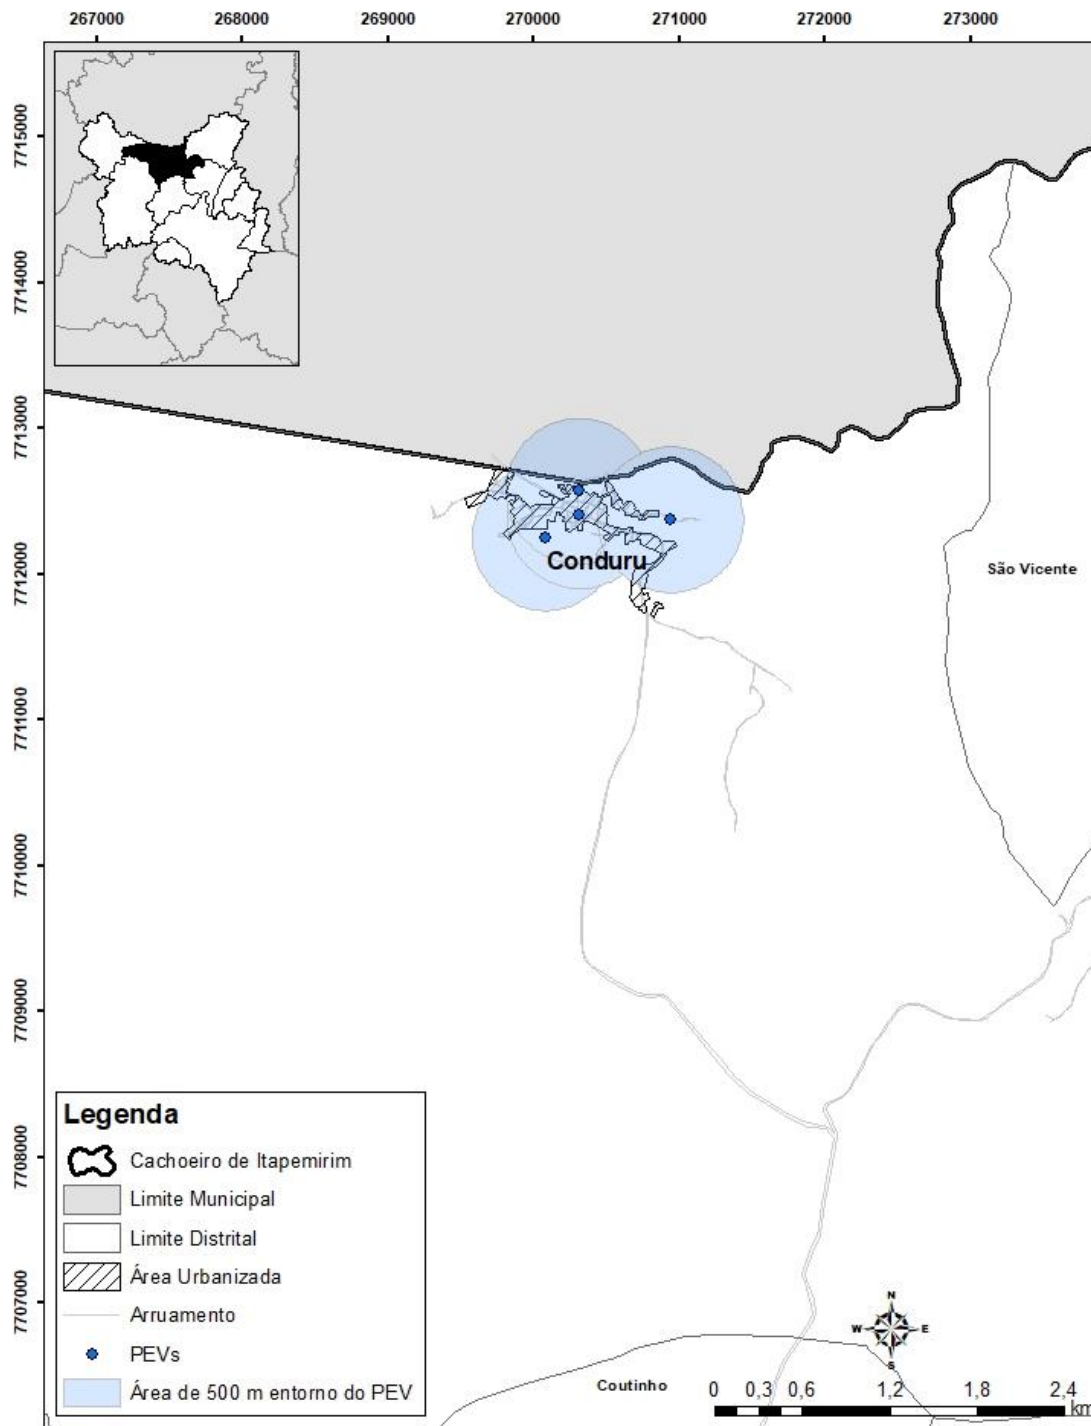 267000 268000 269000 270000 271000 272000 273000
7715000
7714000
7713000
7712000
7711000
7710000
7709000
7708000
7707000
Conduru
São Vicente
Legenda
Cachoeiro de Itapemirim
Limite Municipal
Limite Distrital
Área Urbanizada
Arruamento
PEVs
Área de 500 m entorno do PEV
Coutinho
N
W E
S
0 0,3 0,6 1,2 1,8 2,4
km